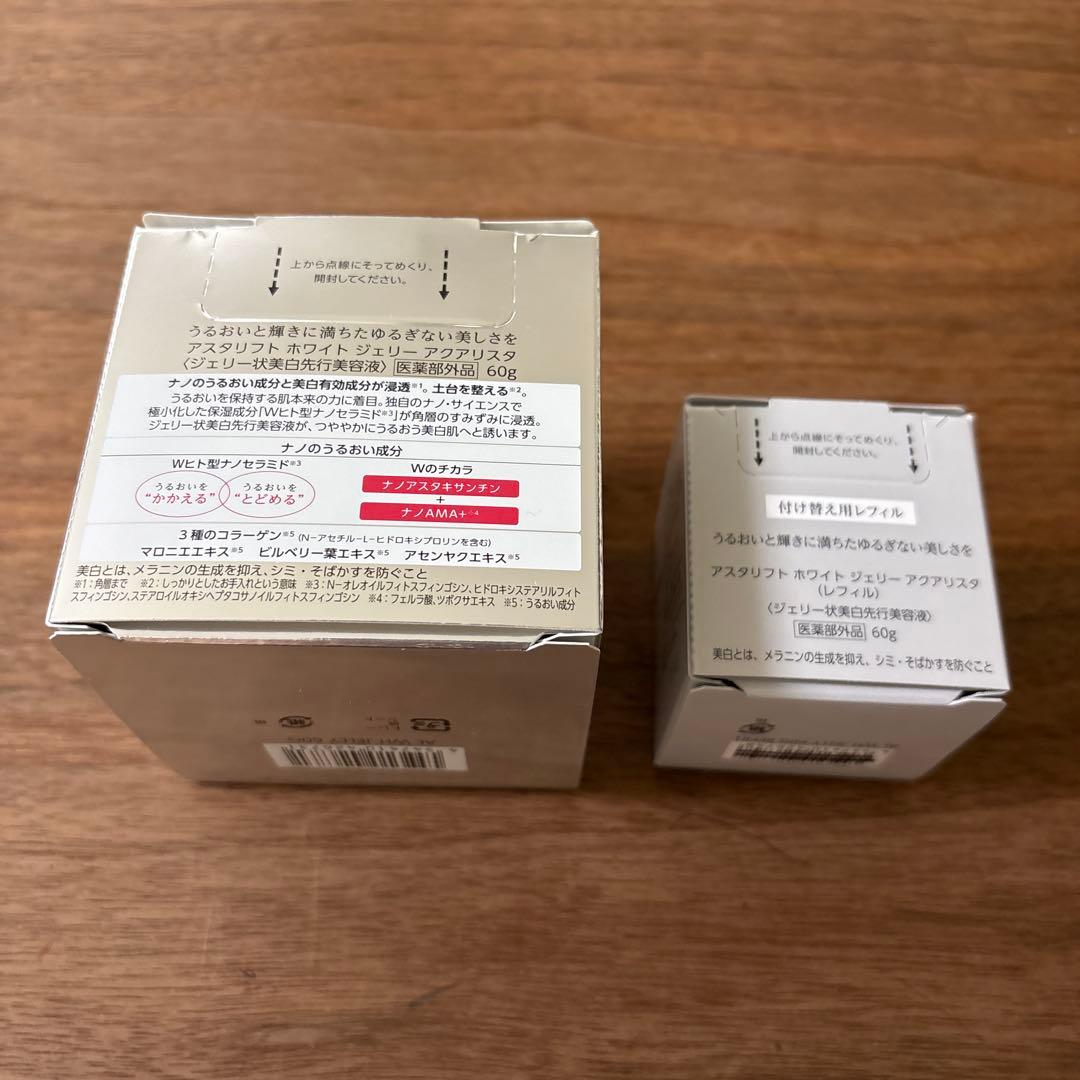 上から点線にそってめくり、
開封してください。
うるおいと輝きに満ちたゆるぎない美しさを
アスタリフト ホワイト ジェリー アクアリスタ
〈ジェリー状美白先行美容液〉 医薬部外品 60g
ナノのうるおい成分と美白有効成分が浸透※1。土台を整える※2。
うるおいを保持する肌本来の力に着目。独自のナノ・サイエンスで
極小化した保湿成分「Wヒト型ナノセラミド※3」が角層のすみずみに浸透。
ジェリー状美白先行美容液が、つややかにうるおう美白肌へと誘います。
ナノのうるおい成分
Wヒト型ナノセラミド※3
うるおいを
“かかえる”
うるおいを
“とどめる”
Wのチカラ
ナノアスタキサンチン
+
ナノAMA+※4
3種のコラーゲン※5 (N-アセチル-L-ヒドロキシプロリンを含む)
マロニエエキス※5 ビルベリー葉エキス※5 アセンヤクエキス※5
美白とは、メラニンの生成を抑え、シミ・そばかすを防ぐこと
※1:角層まで ※2:しっかりとしたお手入れという意味 ※3:N-オレオイルフィトスフィンゴシン、ヒドロキシステアリルフィト
スフィンゴシン、ステアロイルオキシヘプタコサノイルフィトスフィンゴシン ※4:フェルラ酸、ツボクサエキス ※5:うるおい成分
上から点線にそってめくり、
開封してください。
付け替え用レフィル
うるおいと輝きに満ちたゆるぎない美しさを
アスタリフト ホワイト ジェリー アクアリスタ
(レフィル)
〈ジェリー状美白先行美容液〉
医薬部外品 60g
美白とは、メラニンの生成を抑え、シミ・そばかすを防ぐこと